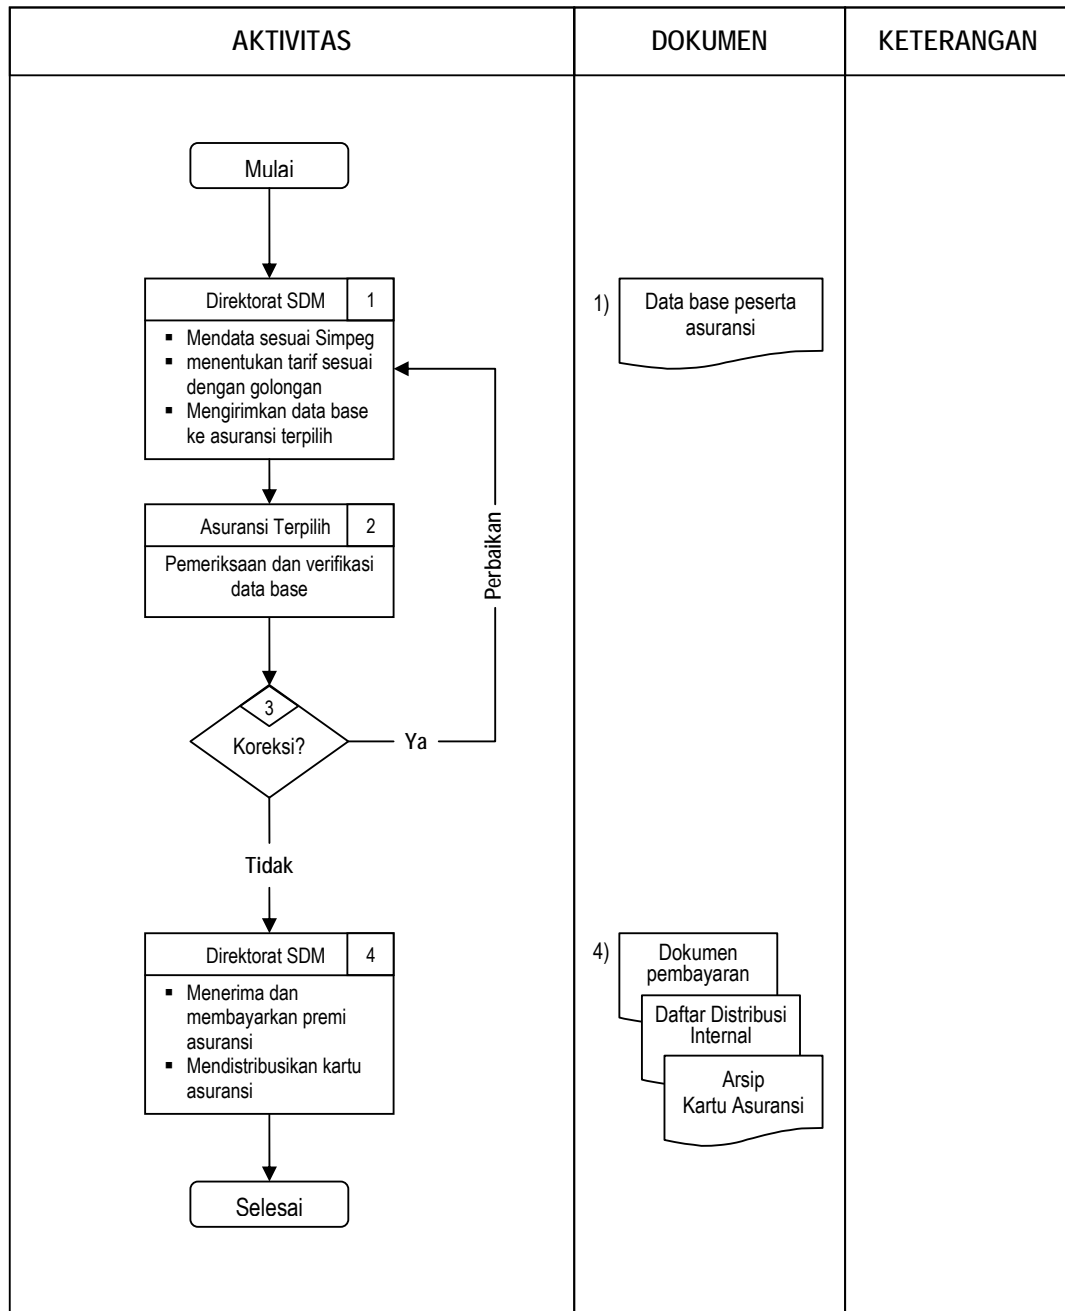 AKTIVITAS
DOKUMEN
KETERANGAN
Mulai
Direktorat SDM
1
▪ Mendata sesuai Simpeg
▪ menentukan tarif sesuai
dengan golongan
▪ Mengirimkan data base
ke asuransi terpilih
1)
Data base peserta
asuransi
Asuransi Terpilih
2
Pemeriksaan dan verifikasi
data base
Perbaikan
3
Koreksi?
Ya
Tidak
Direktorat SDM
4
▪ Menerima dan
membayarkan premi
asuransi
▪ Mendistribusikan kartu
asuransi
4)
Dokumen
pembayaran
Daftar Distribusi
Internal
Arsip
Kartu Asuransi
Selesai